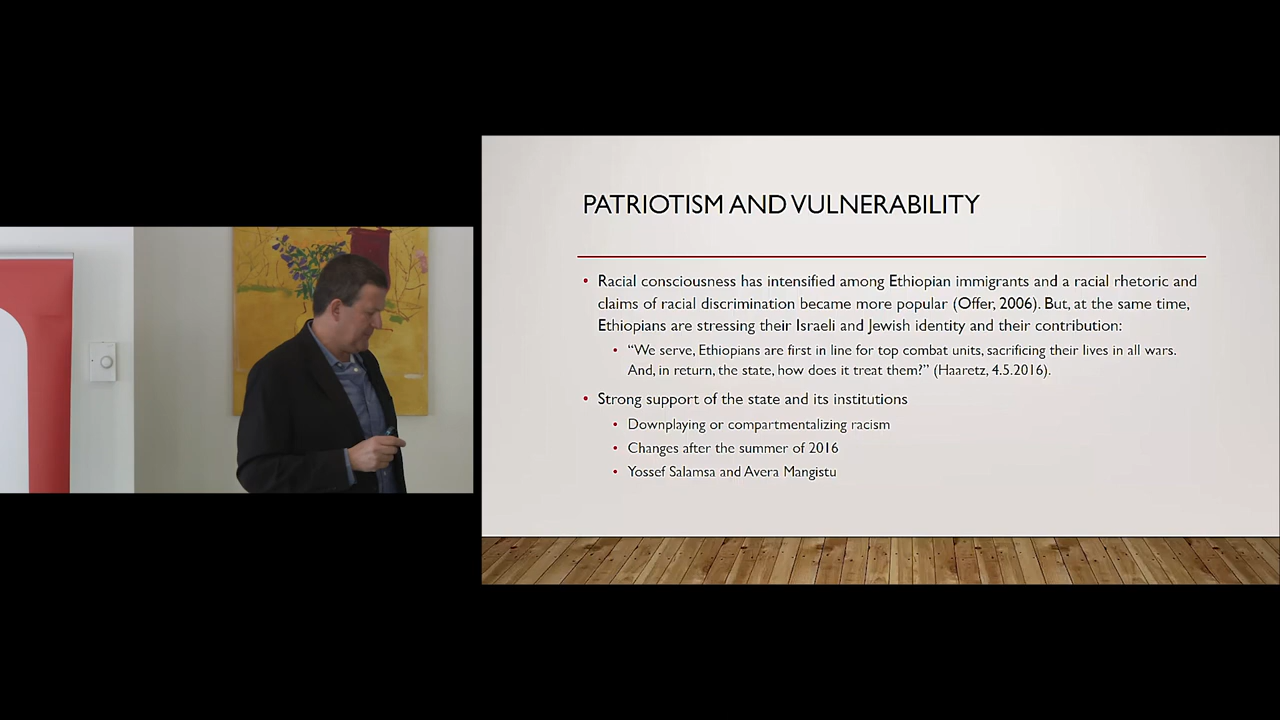 PATRIOTISM AND VULNERABILITY
• Racial consciousness has intensified among Ethiopian immigrants and a racial rhetoric and
claims of racial discrimination became more popular (Offer, 2006). But, at the same time,
Ethiopians are stressing their Israeli and Jewish identity and their contribution:
• “We serve, Ethiopians are first in line for top combat units, sacrificing their lives in all wars.
And, in return, the state, how does it treat them?” (Haaretz, 4.5.2016).
• Strong support of the state and its institutions
• Downplaying or compartmentalizing racism
• Changes after the summer of 2016
• Yossef Salamsa and Avera Mangistu